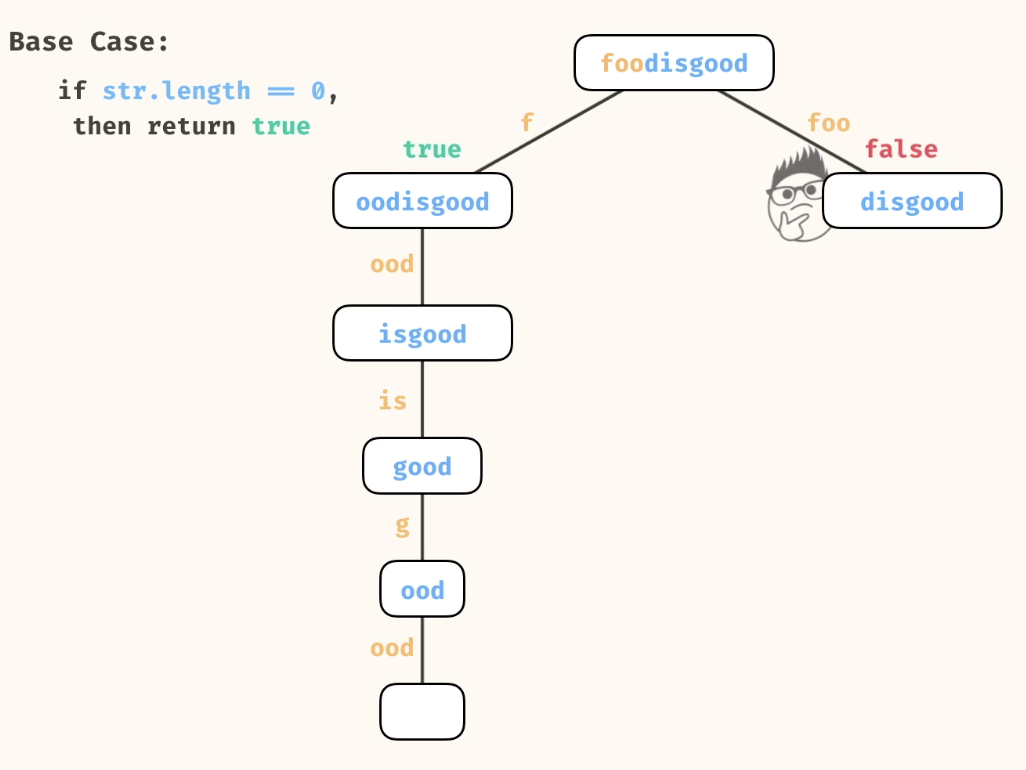 Base Case:
if str.length == 0,
then return true
foodisgood
f
foo
true
false
oodisgood
disgood
ood
isgood
is
good
g
ood
ood